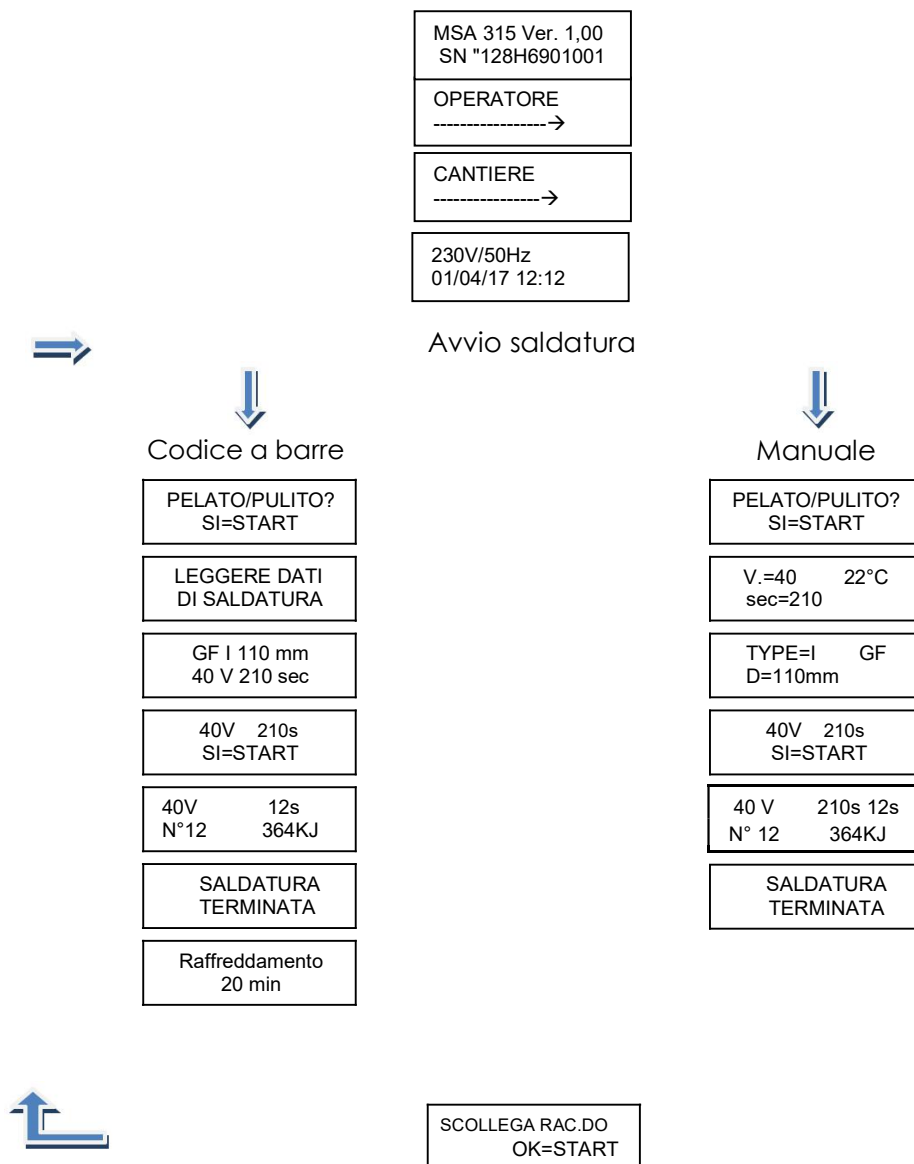 MSA 315 Ver. 1,00
SN "128H6901001
OPERATORE
-----------------→
CANTIERE
----------------→
230V/50Hz
01/04/17 12:12
Avvio saldatura
Codice a barre
PELATO/PULITO?
SI=START
LEGGERE DATI
DI SALDATURA
GF I 110 mm
40 V 210 sec
40V 210s
SI=START
40V 12s
N°12 364KJ
SALDATURA
TERMINATA
Raffreddamento
20 min
Manuale
PELATO/PULITO?
SI=START
V.=40 22°C
sec=210
TYPE=I GF
D=110mm
40V 210s
SI=START
40 V 210s 12s
N° 12 364KJ
SALDATURA
TERMINATA
SCOLLEGA RAC.DO
OK=START